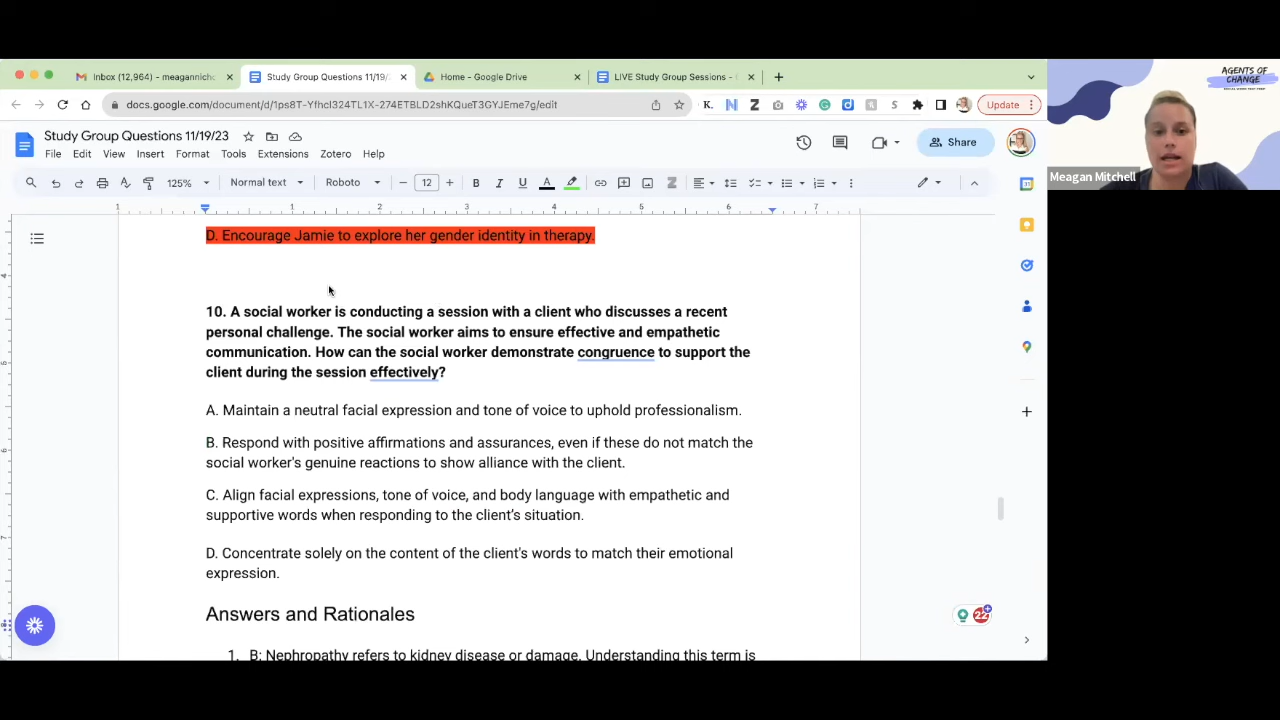 Inbox (12,964) - meagannich
Study Group Questions 11/19/23
Home - Google Drive
LIVE Study Group Sessions -
docs.google.com/document/d/1ps8T-Yfhcl324TL1X-274ETBLD2shKQueT3GYJEme7g/edit
Update
Study Group Questions 11/19/23
File Edit View Insert Format Tools Extensions Zotero Help
Share
125% Normal text Roboto 12
D. Encourage Jamie to explore her gender identity in therapy.
10. A social worker is conducting a session with a client who discusses a recent
personal challenge. The social worker aims to ensure effective and empathetic
communication. How can the social worker demonstrate congruence to support the
client during the session effectively?
A. Maintain a neutral facial expression and tone of voice to uphold professionalism.
B. Respond with positive affirmations and assurances, even if these do not match the
social worker's genuine reactions to show alliance with the client.
C. Align facial expressions, tone of voice, and body language with empathetic and
supportive words when responding to the client's situation.
D. Concentrate solely on the content of the client's words to match their emotional
expression.
Answers and Rationales
1. B: Nephropathy refers to kidney disease or damage. Understanding this term is
22
AGENTS OF
CHANGE
Meagan Mitchell